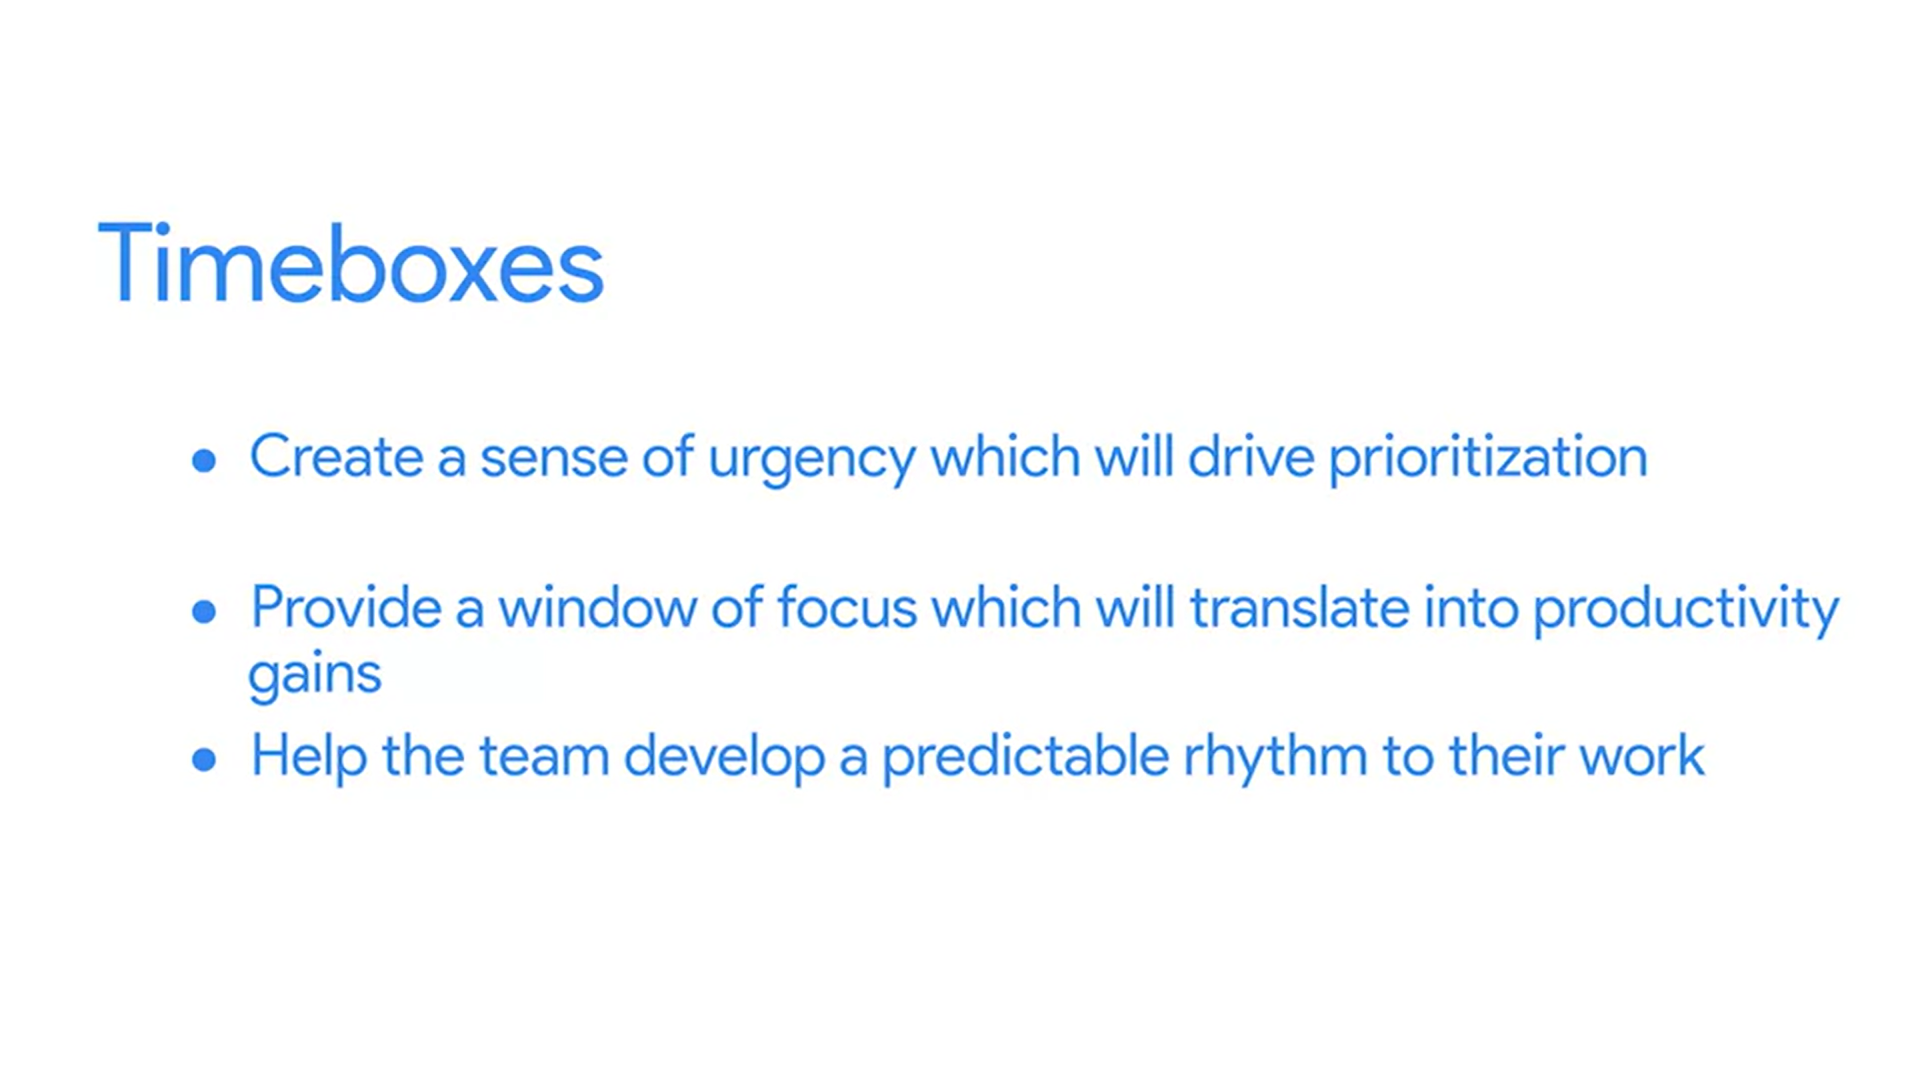 Timeboxes
● Create a sense of urgency which will drive prioritization
● Provide a window of focus which will translate into productivity
gains
● Help the team develop a predictable rhythm to their work